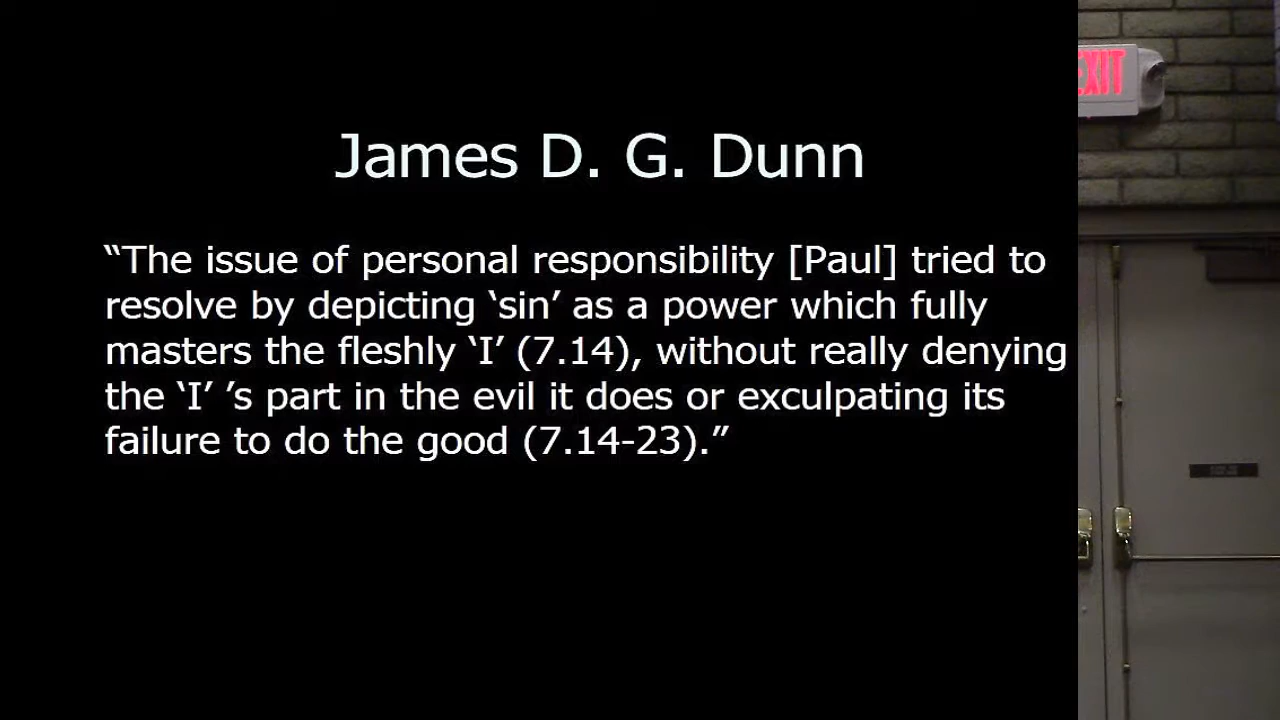 James D. G. Dunn
“The issue of personal responsibility [Paul] tried to
resolve by depicting ‘sin’ as a power which fully
masters the fleshly ‘I’ (7.14), without really denying
the ‘I’ ’s part in the evil it does or exculpating its
failure to do the good (7.14-23).”
EXIT